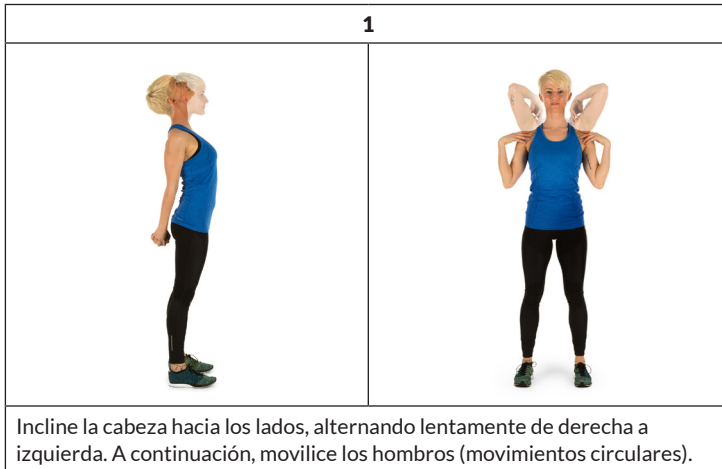 1
Incline la cabeza hacia los lados, alternando lentamente de derecha a
izquierda. A continuación, movilice los hombros (movimientos circulares).